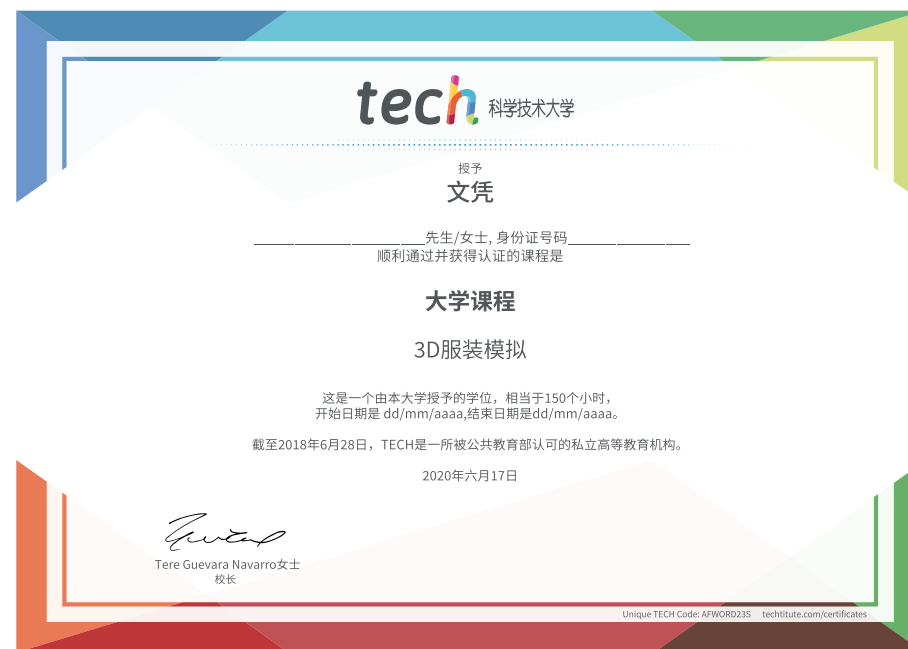 tech 科学技术大学
授予
文凭
________________________先生/女士, 身份证号码_________________
顺利通过并获得认证的课程是
大学课程
3D服装模拟
这是一个由本大学授予的学位，相当于150个小时，
开始日期是 dd/mm/aaaa,结束日期是dd/mm/aaaa。
截至2018年6月28日，TECH是一所被公共教育部认可的私立高等教育机构。
2020年六月17日
Tere Guevara Navarro女士
校长
Unique TECH Code: AFWORD23S techtitute.com/certificates